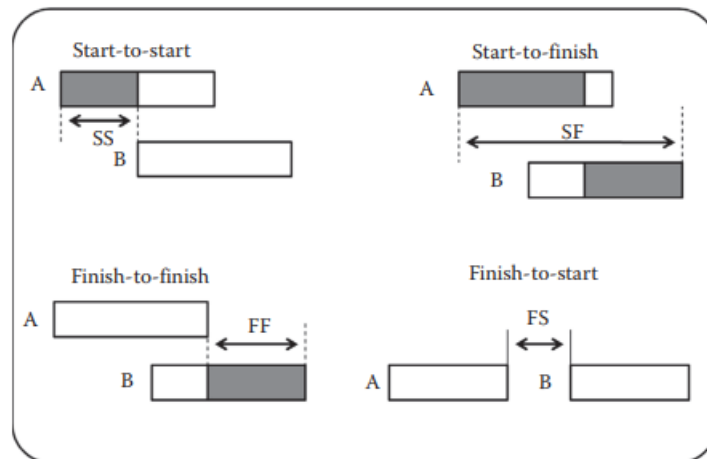 Start-to-start
A
SS
B
Start-to-finish
A
SF
B
Finish-to-finish
A
FF
B
Finish-to-start
FS
A
B